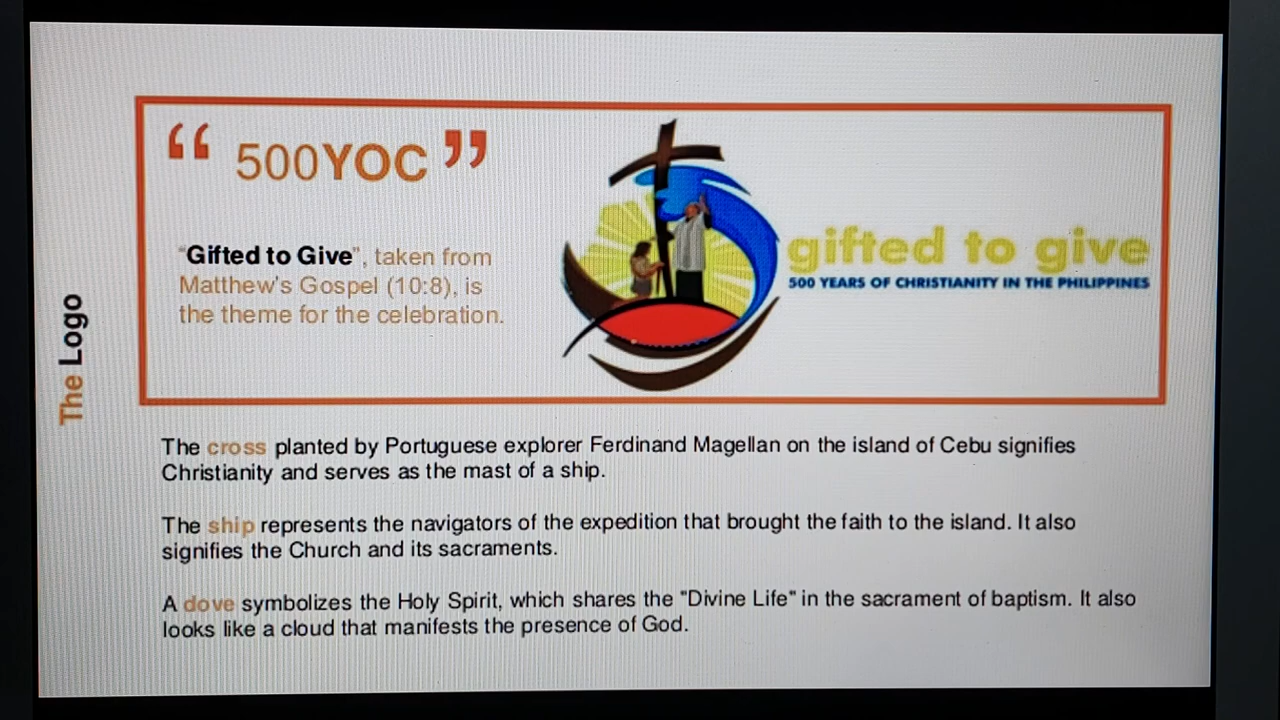 The Logo
“ 500YOC ”
"Gifted to Give", taken from
Matthew's Gospel (10:8), is
the theme for the celebration.
gifted to give
500 YEARS OF CHRISTIANITY IN THE PHILIPPINES
The cross planted by Portuguese explorer Ferdinand Magellan on the island of Cebu signifies
Christianity and serves as the mast of a ship.
The ship represents the navigators of the expedition that brought the faith to the island. It also
signifies the Church and its sacraments.
A dove symbolizes the Holy Spirit, which shares the "Divine Life" in the sacrament of baptism. It also
looks like a cloud that manifests the presence of God.